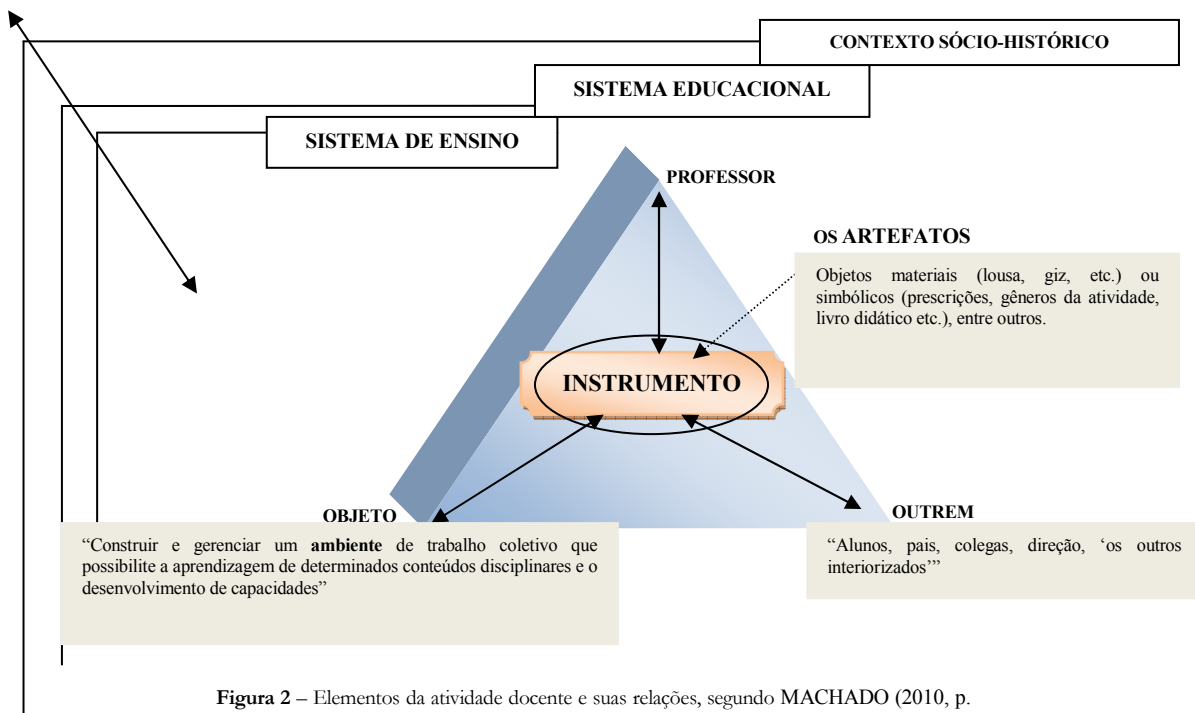 CONTEXTO SÓCIO-HISTÓRICO
SISTEMA EDUCACIONAL
SISTEMA DE ENSINO
PROFESSOR
OS ARTEFATOS
Objetos materiais (lousa, giz, etc.) ou
simbólicos (prescrições, gêneros da atividade,
livro didático etc.), entre outros.
INSTRUMENTO
OBJETO
“Construir e gerenciar um ambiente de trabalho coletivo que
possibilite a aprendizagem de determinados conteúdos disciplinares e o
desenvolvimento de capacidades”
OUTREM
“Alunos, pais, colegas, direção, ‘os outros
interiorizados’”
Figura 2 – Elementos da atividade docente e suas relações, segundo MACHADO (2010, p.